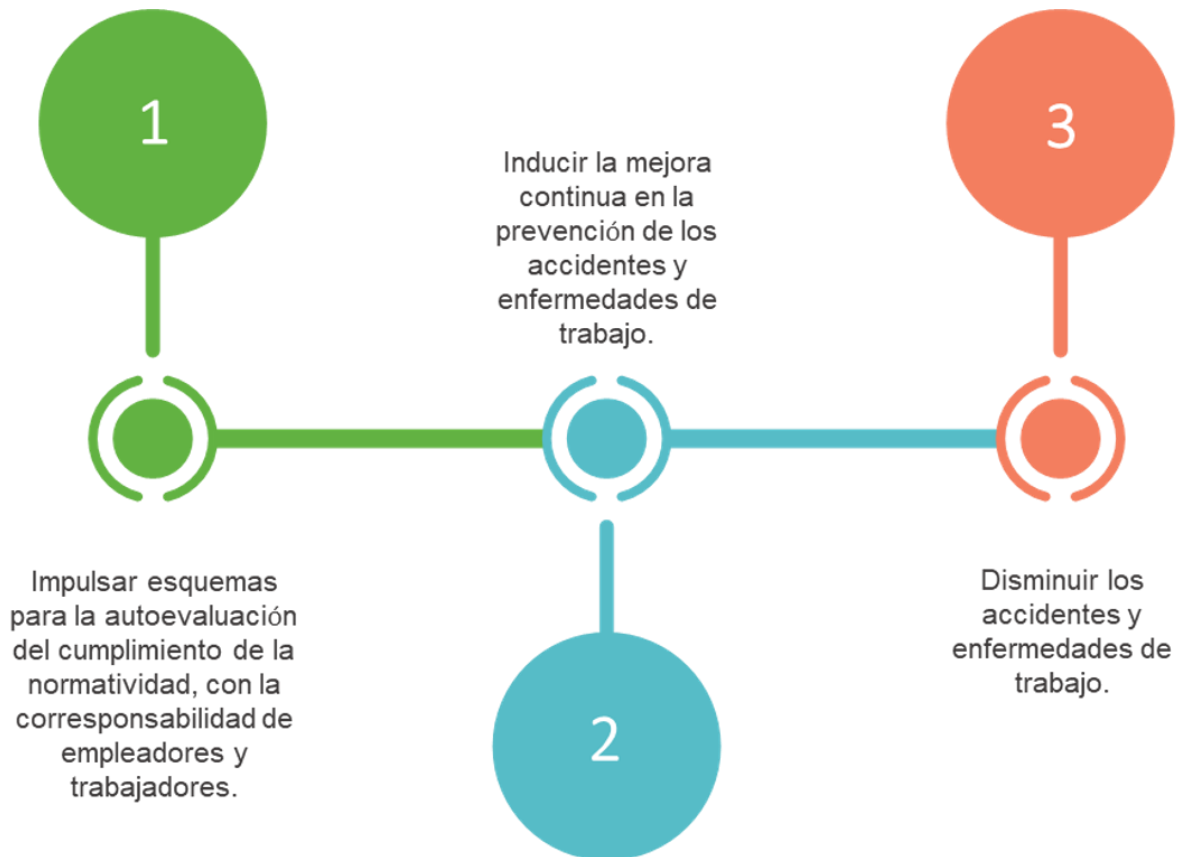 1
Impulsar esquemas
para la autoevaluación
del cumplimiento de la
normatividad, con la
corresponsabilidad de
empleadores y
trabajadores.
Inducir la mejora
continua en la
prevención de los
accidentes y
enfermedades de
trabajo.
2
3
Disminuir los
accidentes y
enfermedades de
trabajo.